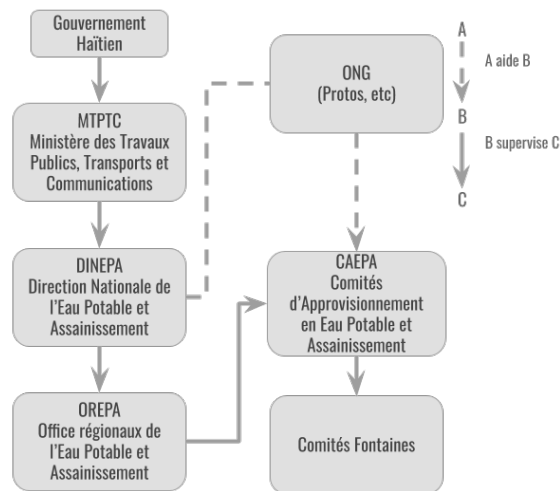 Gouvernement
Haïtien
MTPTC
Ministère des Travaux
Publics, Transports et
Communications
DINEPA
Direction Nationale de
l'Eau Potable et
Assainissement
OREPA
Office régionaux de
l'Eau Potable et
Assainissement
ONG
(Protos, etc)
CAEPA
Comités
d'Approvisionnement
en Eau Potable et
Assainissement
Comités Fontaines
A
A aide B
B
B supervise C
C